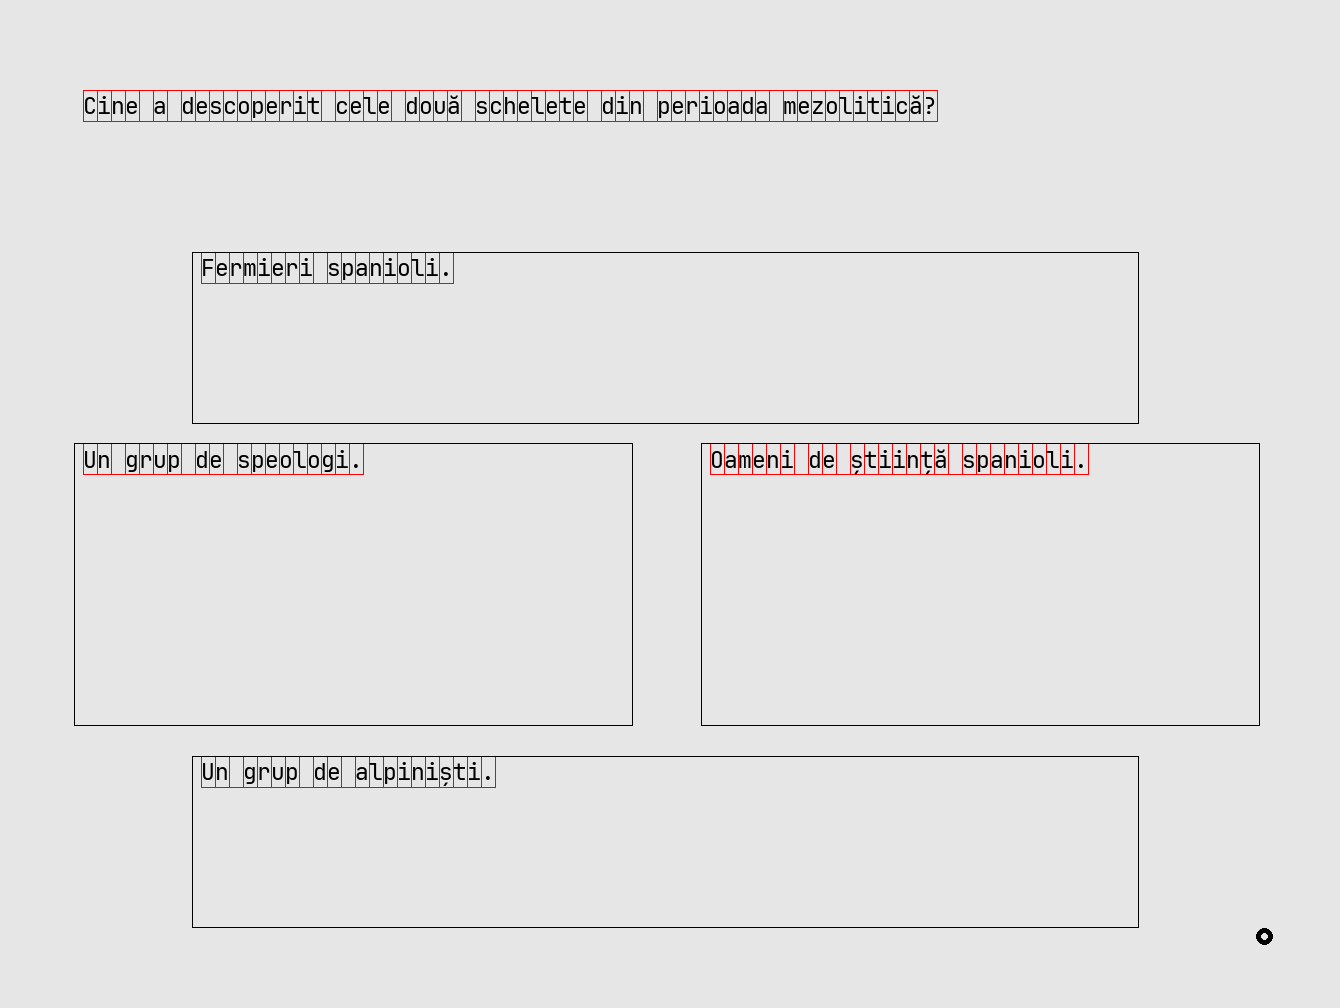 Cine a descoperit cele două schelete din perioada mezolitică?
Fermieri spanioli.
Un grup de speologi.
Oameni de știință spanioli.
Un grup de alpiniști.